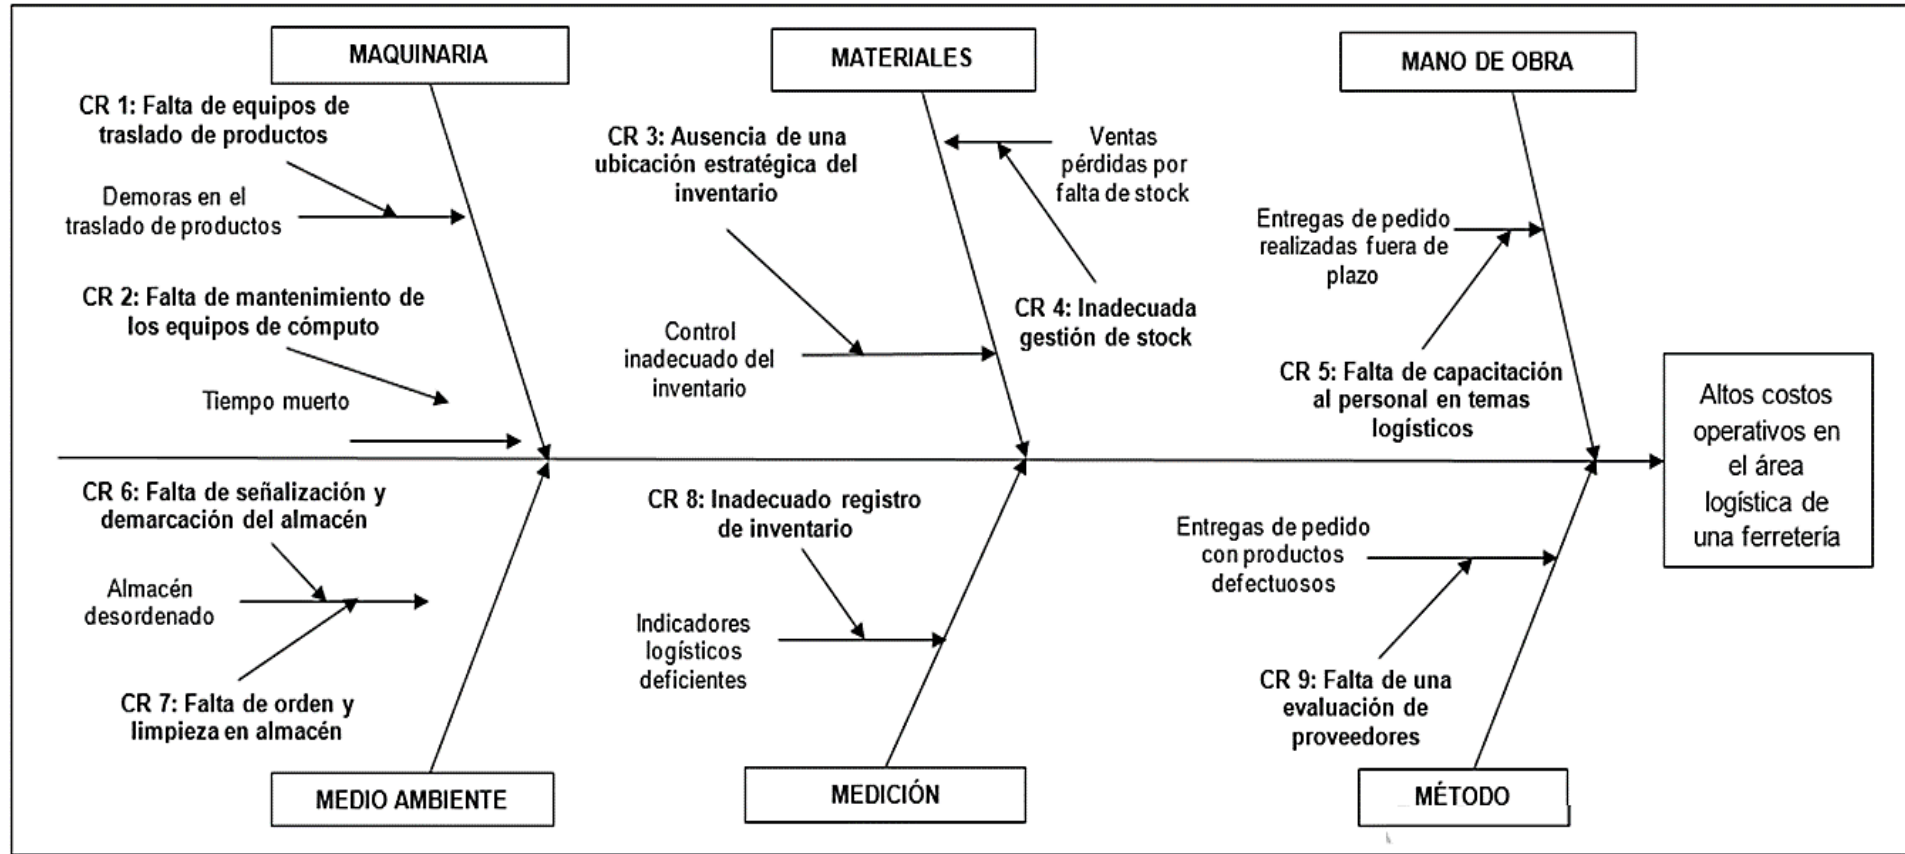 MAQUINARIA
CR 1: Falta de equipos de
traslado de productos
Demoras en el
traslado de productos
CR 2: Falta de mantenimiento de
los equipos de cómputo
Tiempo muerto
MATERIALES
CR 3: Ausencia de una
ubicación estratégica del
inventario
Ventas
pérdidas por
falta de stock
CR 4: Inadecuada
gestión de stock
Control
inadecuado del
inventario
MANO DE OBRA
Entregas de pedido
realizadas fuera de
plazo
CR 5: Falta de capacitación
al personal en temas
logísticos
Altos costos
operativos en
el área
logística de
una ferretería
CR 6: Falta de señalización y
demarcación del almacén
Almacén
desordenado
CR 7: Falta de orden y
limpieza en almacén
MEDIO AMBIENTE
CR 8: Inadecuado registro
de inventario
Indicadores
logísticos
deficientes
MEDICIÓN
Entregas de pedido
con productos
defectuosos
CR 9: Falta de una
evaluación de
proveedores
MÉTODO